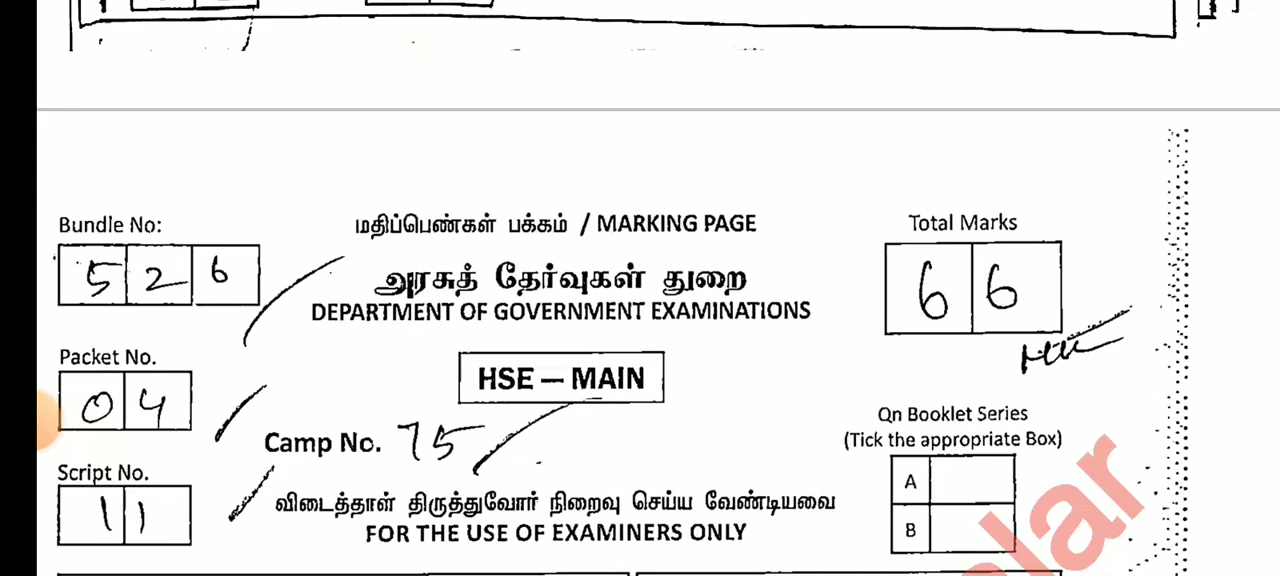 Bundle No:
5 2 6
மதிப்பெண்கள் பக்கம் / MARKING PAGE
Total Marks
6 6
அரசுத் தேர்வுகள் துறை
DEPARTMENT OF GOVERNMENT EXAMINATIONS
Packet No.
0 4
HSE – MAIN
Qn Booklet Series
(Tick the appropriate Box)
Camp No. 75
A
B
Script No.
1 1
விடைத்தாள் திருத்துவோர் நிறைவு செய்ய வேண்டியவை
FOR THE USE OF EXAMINERS ONLY
lar